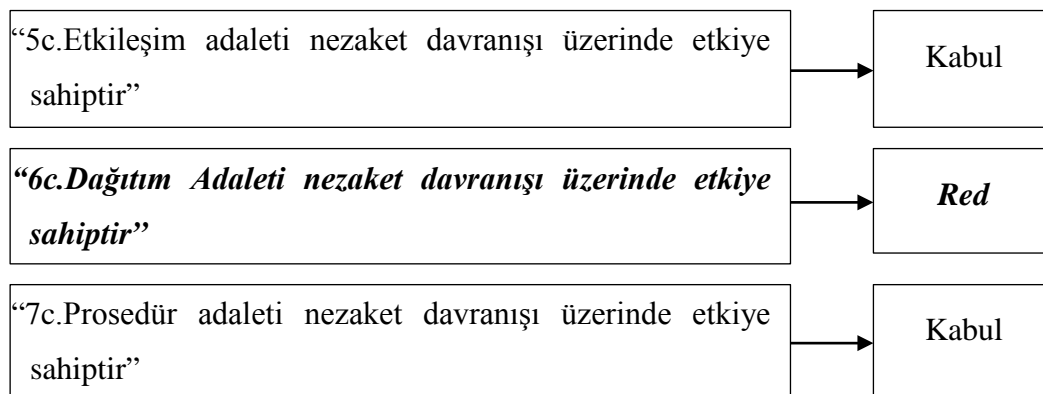 “5c.Etkileşim adaleti nezaket davranışı üzerinde etkiye
sahiptir”
Kabul
“6c.Dağıtım Adaleti nezaket davranışı üzerinde etkiye
sahiptir”
Red
“7c.Prosedür adaleti nezaket davranışı üzerinde etkiye
sahiptir”
Kabul